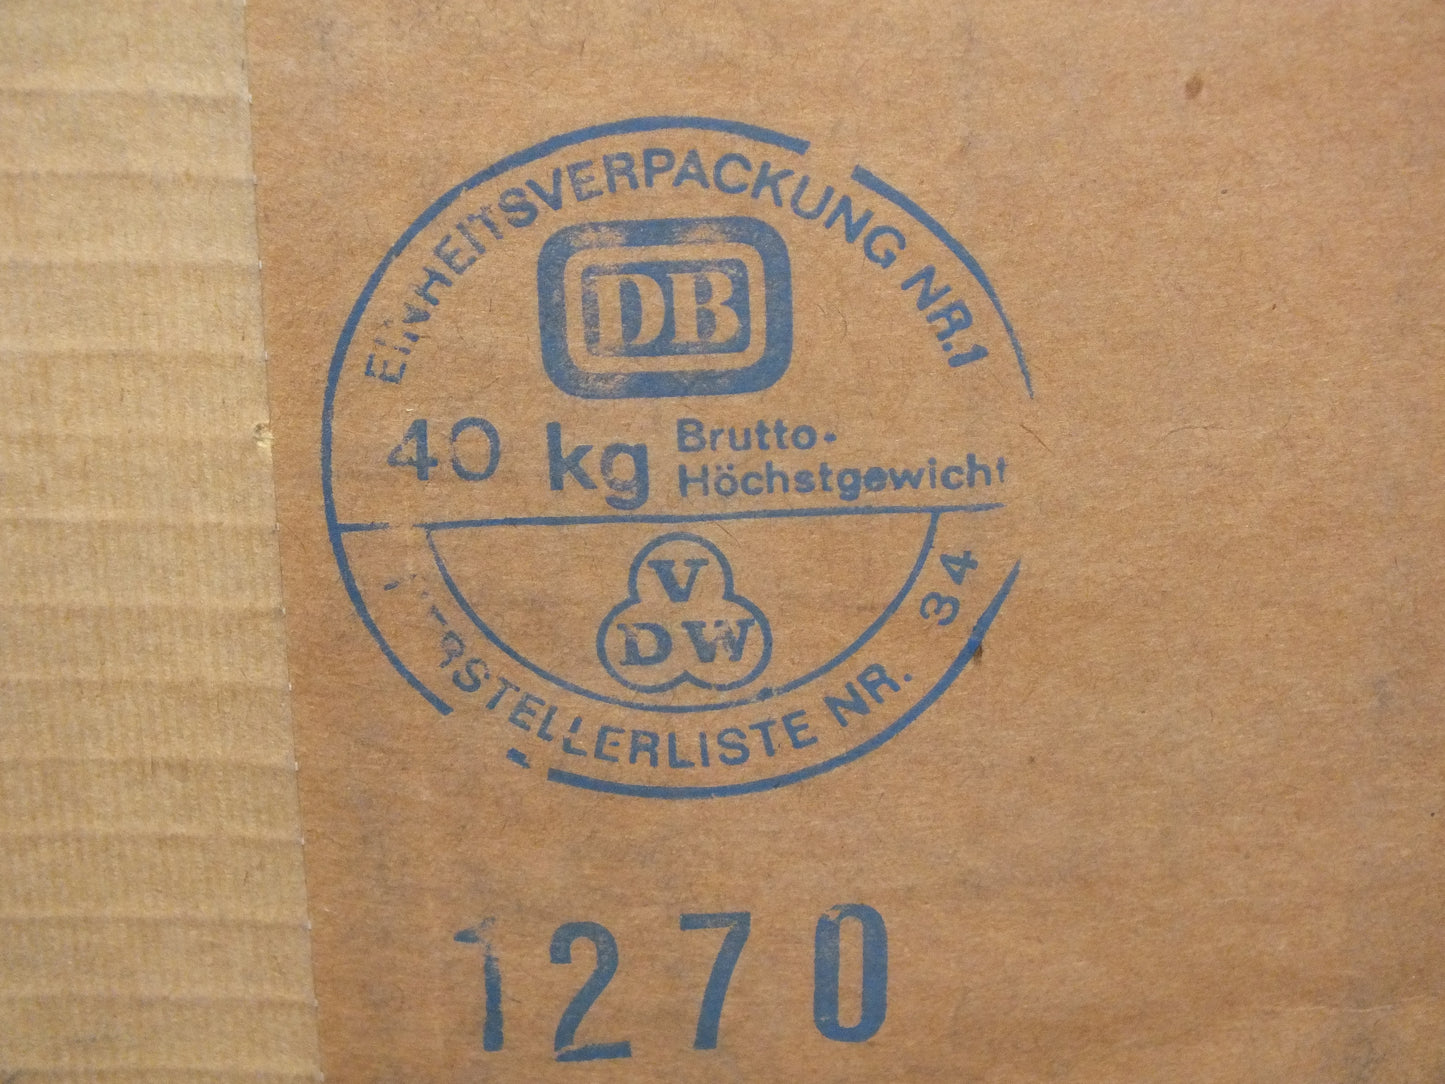 EINHEITSVERPACKUNG NR.1
DB
40 kg Brutto-
Höchstgewicht
V
DW
HERSTELLERLISTE NR. 34
1270